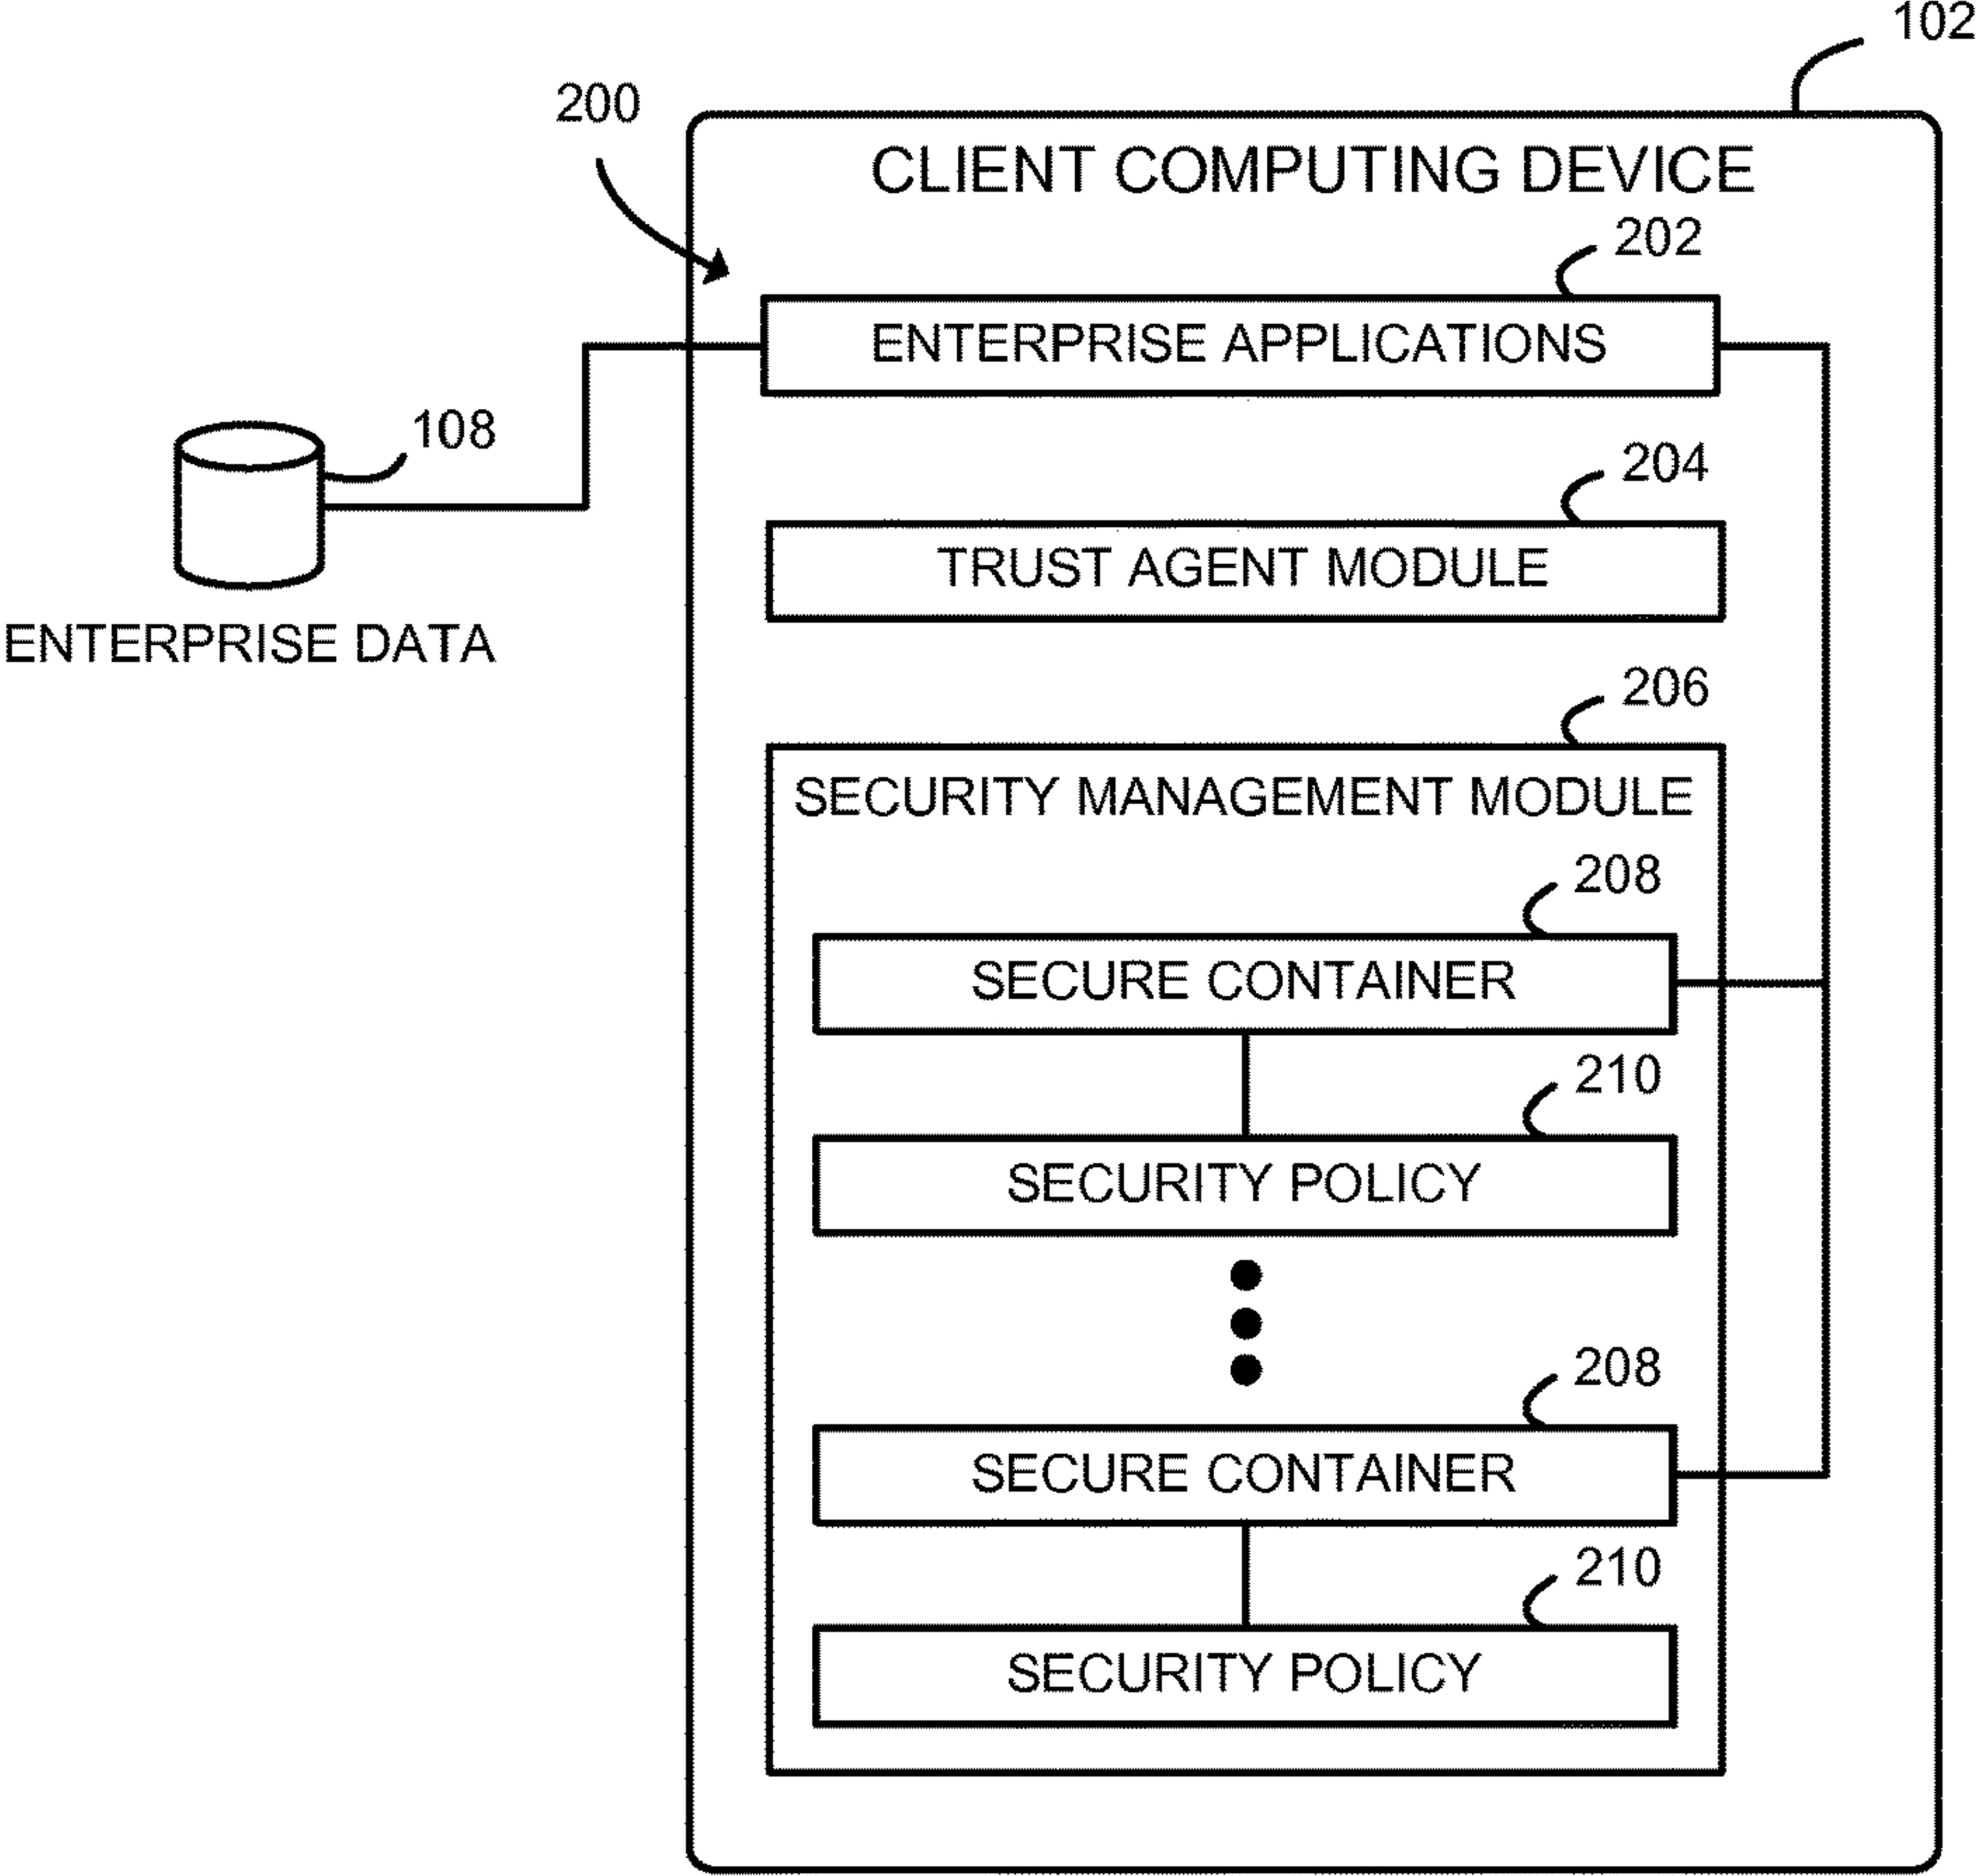 102
200
CLIENT COMPUTING DEVICE
202
ENTERPRISE APPLICATIONS
108
ENTERPRISE DATA
204
TRUST AGENT MODULE
206
SECURITY MANAGEMENT MODULE
208
SECURE CONTAINER
210
SECURITY POLICY
208
SECURE CONTAINER
210
SECURITY POLICY